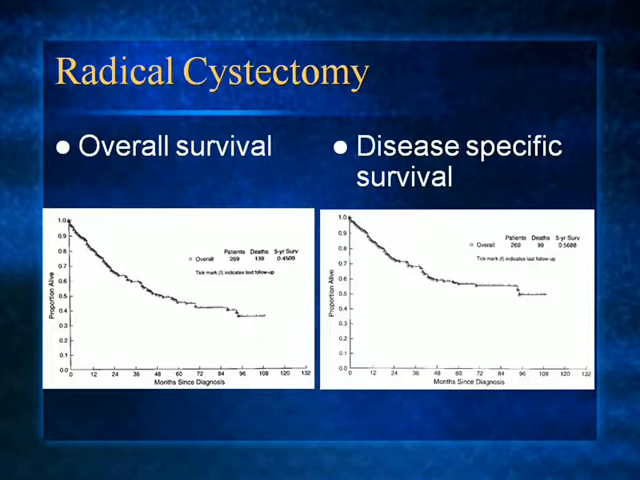 Radical Cystectomy
● Overall survival
● Disease specific
survival
Patients Deaths 5-yr Surv
Overall 269 139 0.4509
Tick mark (I) indicates last follow-up
Proportion Alive
1.0
0.9
0.8
0.7
0.6
0.5
0.4
0.3
0.2
0.1
0.0
0 12 24 36 48 60 72 84 96 108 120 132
Months Since Diagnosis
Patients Deaths 5-yr Surv
Overall 269 99 0.5688
Tick mark (I) indicates last follow-up
Proportion Alive
1.0
0.9
0.8
0.7
0.6
0.5
0.4
0.3
0.2
0.1
0.0
0 12 24 36 48 60 72 84 96 108 120 132
Months Since Diagnosis